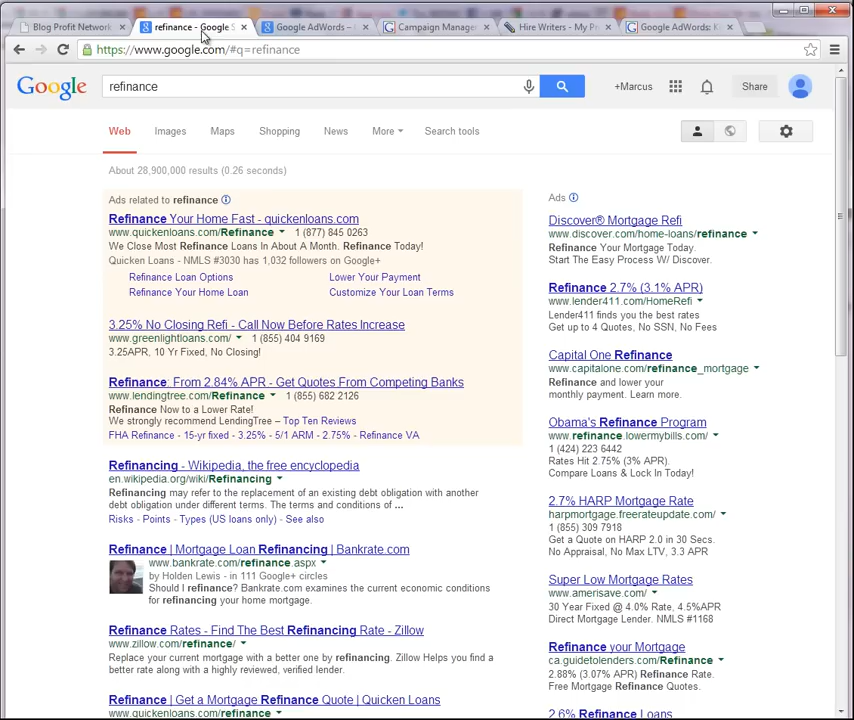 Blog Profit Network
refinance - Google S
Google AdWords –
Campaign Manage
Hire Writers - My Pr
Google AdWords: K
https://www.google.com/#q=refinance
Google
refinance
+Marcus
Share
Web
Images
Maps
Shopping
News
More
Search tools
About 28,900,000 results (0.26 seconds)
Ads related to refinance
Refinance Your Home Fast - quickenloans.com
www.quickenloans.com/Refinance 1 (877) 845 0263
We Close Most Refinance Loans In About A Month. Refinance Today!
Quicken Loans - NMLS #3030 has 1,032 followers on Google+
Refinance Loan Options
Lower Your Payment
Refinance Your Home Loan
Customize Your Loan Terms
3.25% No Closing Refi - Call Now Before Rates Increase
www.greenlightloans.com/ 1 (855) 404 9169
3.25APR, 10 Yr Fixed, No Closing!
Refinance: From 2.84% APR - Get Quotes From Competing Banks
www.lendingtree.com/Refinance 1 (855) 682 2126
Refinance Now to a Lower Rate!
We strongly recommend LendingTree – Top Ten Reviews
FHA Refinance - 15-yr fixed - 3.25% - 5/1 ARM - 2.75% - Refinance VA
Refinancing - Wikipedia, the free encyclopedia
en.wikipedia.org/wiki/Refinancing
Refinancing may refer to the replacement of an existing debt obligation with another
debt obligation under different terms. The terms and conditions of ...
Risks - Points - Types (US loans only) - See also
Refinance | Mortgage Loan Refinancing | Bankrate.com
www.bankrate.com/refinance.aspx
by Holden Lewis - in 111 Google+ circles
Should I refinance? Bankrate.com examines the current economic conditions
for refinancing your home mortgage.
Refinance Rates - Find The Best Refinancing Rate - Zillow
www.zillow.com/refinance/
Replace your current mortgage with a better one by refinancing. Zillow Helps you find a
better rate along with a highly reviewed, verified lender.
Refinance | Get a Mortgage Refinance Quote | Quicken Loans
www.quickenloans.com/refinance
Ads
Discover® Mortgage Refi
www.discover.com/home-loans/refinance
Refinance Your Mortgage Today.
Start The Easy Process W/ Discover.
Refinance 2.7% (3.1% APR)
www.lender411.com/HomeRefi
Lender411 finds you the best rates
Get up to 4 Quotes, No SSN, No Fees
Capital One Refinance
www.capitalone.com/refinance_mortgage
Refinance and lower your
monthly payment. Learn more.
Obama's Refinance Program
www.refinance.lowermybills.com/
1 (424) 223 6442
Rates Hit 2.75% (3% APR).
Compare Loans & Lock In Today!
2.7% HARP Mortgage Rate
harpmortgage.freerateupdate.com/
1 (855) 309 7918
Get a Quote on HARP 2.0 in 30 Secs.
No Appraisal, No Max LTV, 3.3 APR
Super Low Mortgage Rates
www.amerisave.com/
30 Year Fixed @ 4.0% Rate, 4.5%APR
Direct Mortgage Lender. NMLS #1168
Refinance your Mortgage
ca.guidetolenders.com/Refinance
2.88% (3.07% APR) Refinance Rate.
Free Mortgage Refinance Quotes.
2.6% Refinance Loans